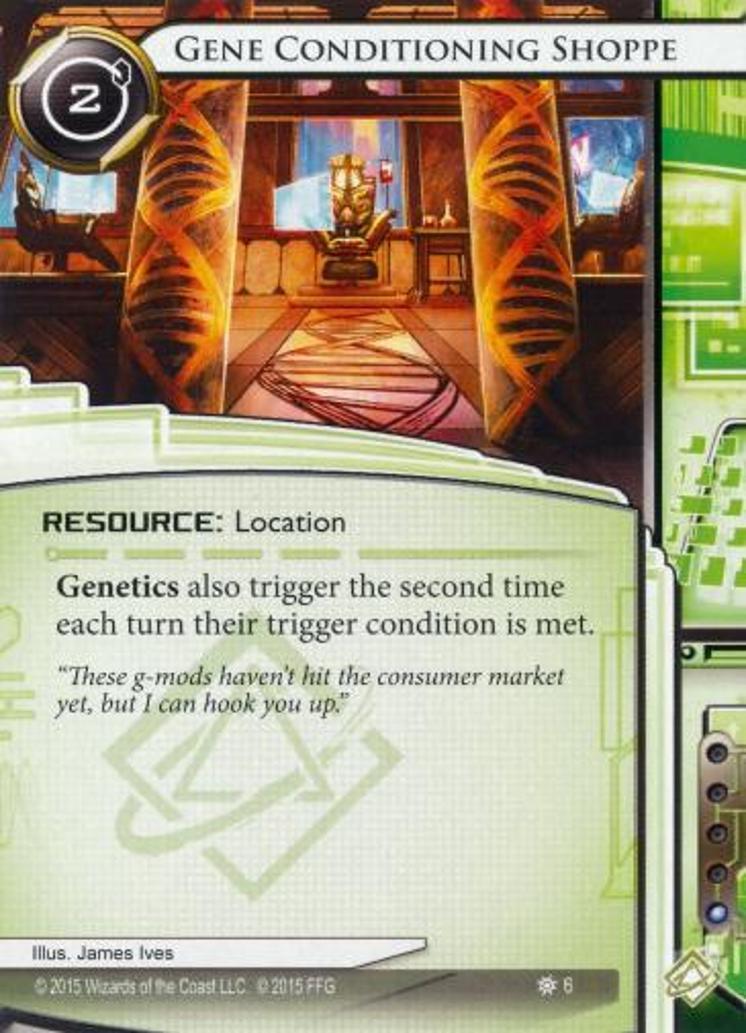 GENE CONDITIONING SHOPPE
2
RESOURCE: Location
Genetics also trigger the second time
each turn their trigger condition is met.
“These g-mods haven’t hit the consumer market
yet, but I can hook you up.”
Illus. James Ives
© 2015 Wizards of the Coast LLC. © 2015 FFG
6